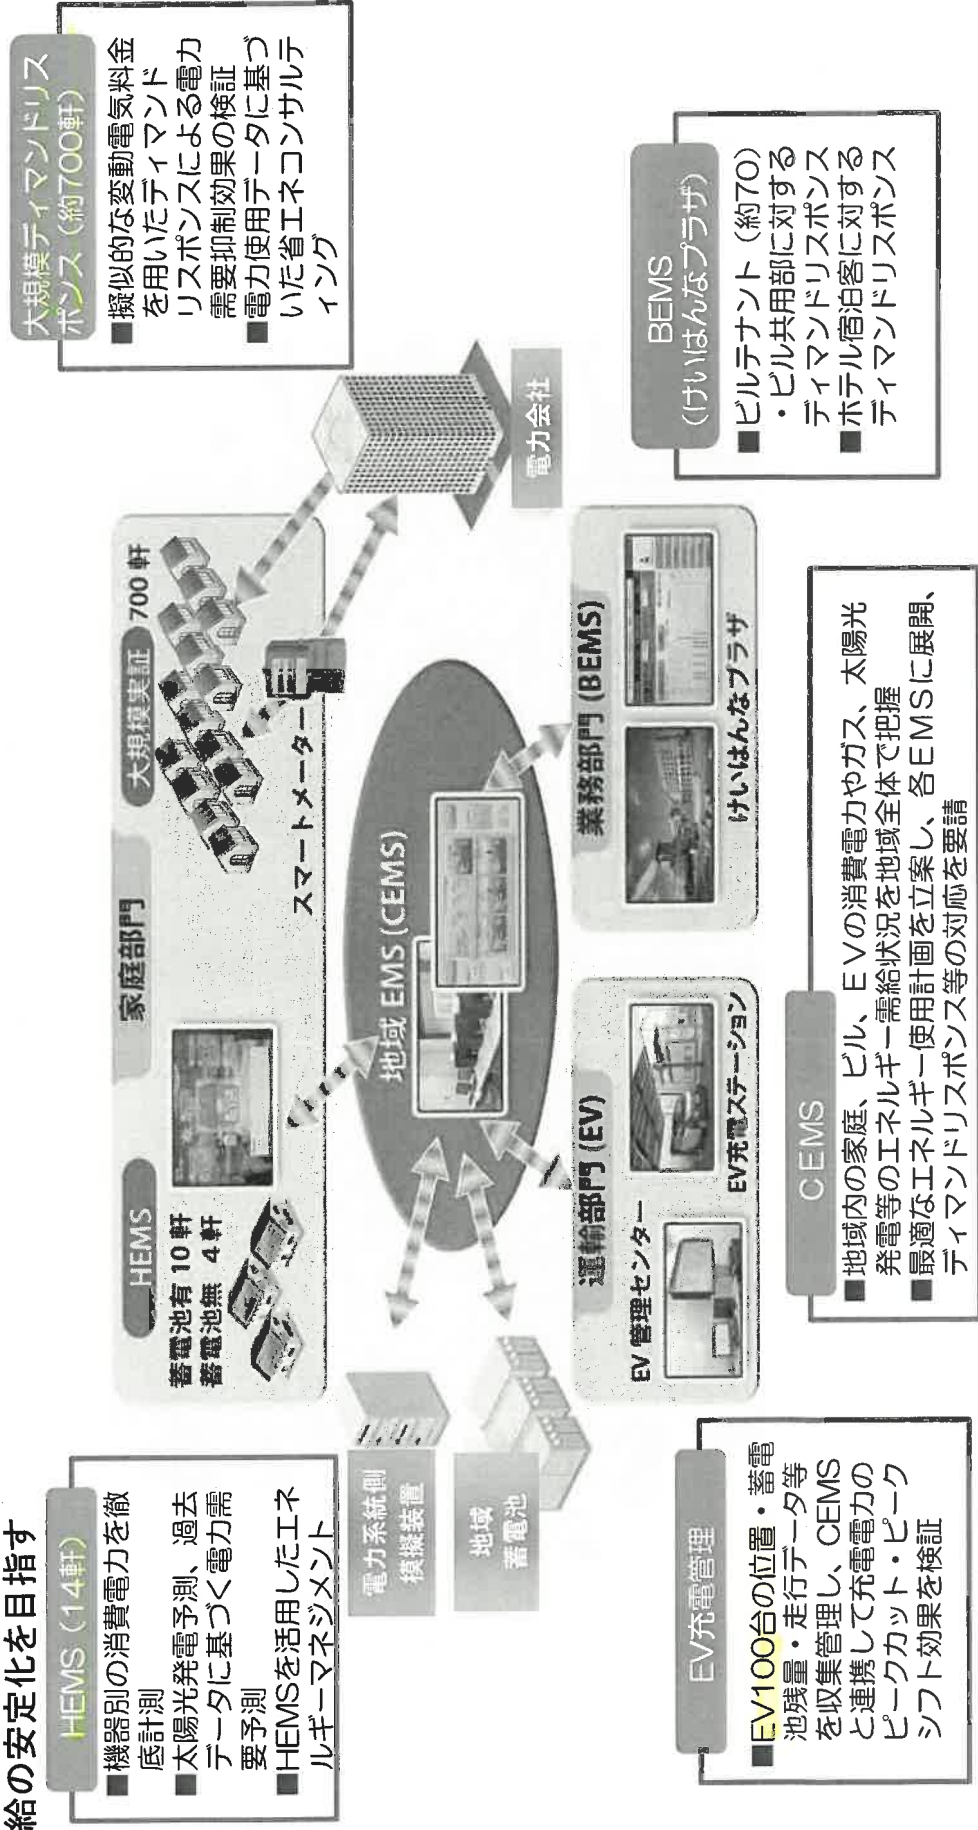 給の安定化を目指す
HEMS(14軒)
■機器別の消費電力を徹
底計測
■太陽光発電予測、過去
データに基づく電力需
要予測
■HEMSを活用したエネ
ルギーマネジメント
家庭部門
HEMS
蓄電池有 10 軒
蓄電池無 4 軒
大規模実証
700 軒
スマートメーター
大規模ディマンドリス
ポンス(約700軒)
■擬似的な変動電気料金
を用いたディマンド
リスポンスによる電力
需要抑制効果の検証
■電力使用データに基づ
いた省エネコンサルテ
ィング
電力系統側
模擬装置
地域
蓄電池
地域 EMS (CEMS)
電力会社
運輸部門 (EV)
EV 管理センター
EV充電ステーション
業務部門 (BEMS)
けいはんなプラザ
EV充電管理
■EV100台の位置・蓄電
池残量・走行データ等
を収集管理し、CEMS
と連携して充電電力の
ピークカット・ピーク
シフト効果を検証
CEMS
■地域内の家庭、ビル、EVの消費電力やガス、太陽光
発電等のエネルギー需給状況を地域全体で把握
■最適なエネルギー使用計画を立案し、各EMSに展開、
ディマンドリスポンス等の対応を要請
BEMS
(けいはんなプラザ)
■ビルテナント(約70)
・ビル共用部に対する
ディマンドリスポンス
■ホテル宿泊客に対する
ディマンドリスポンス